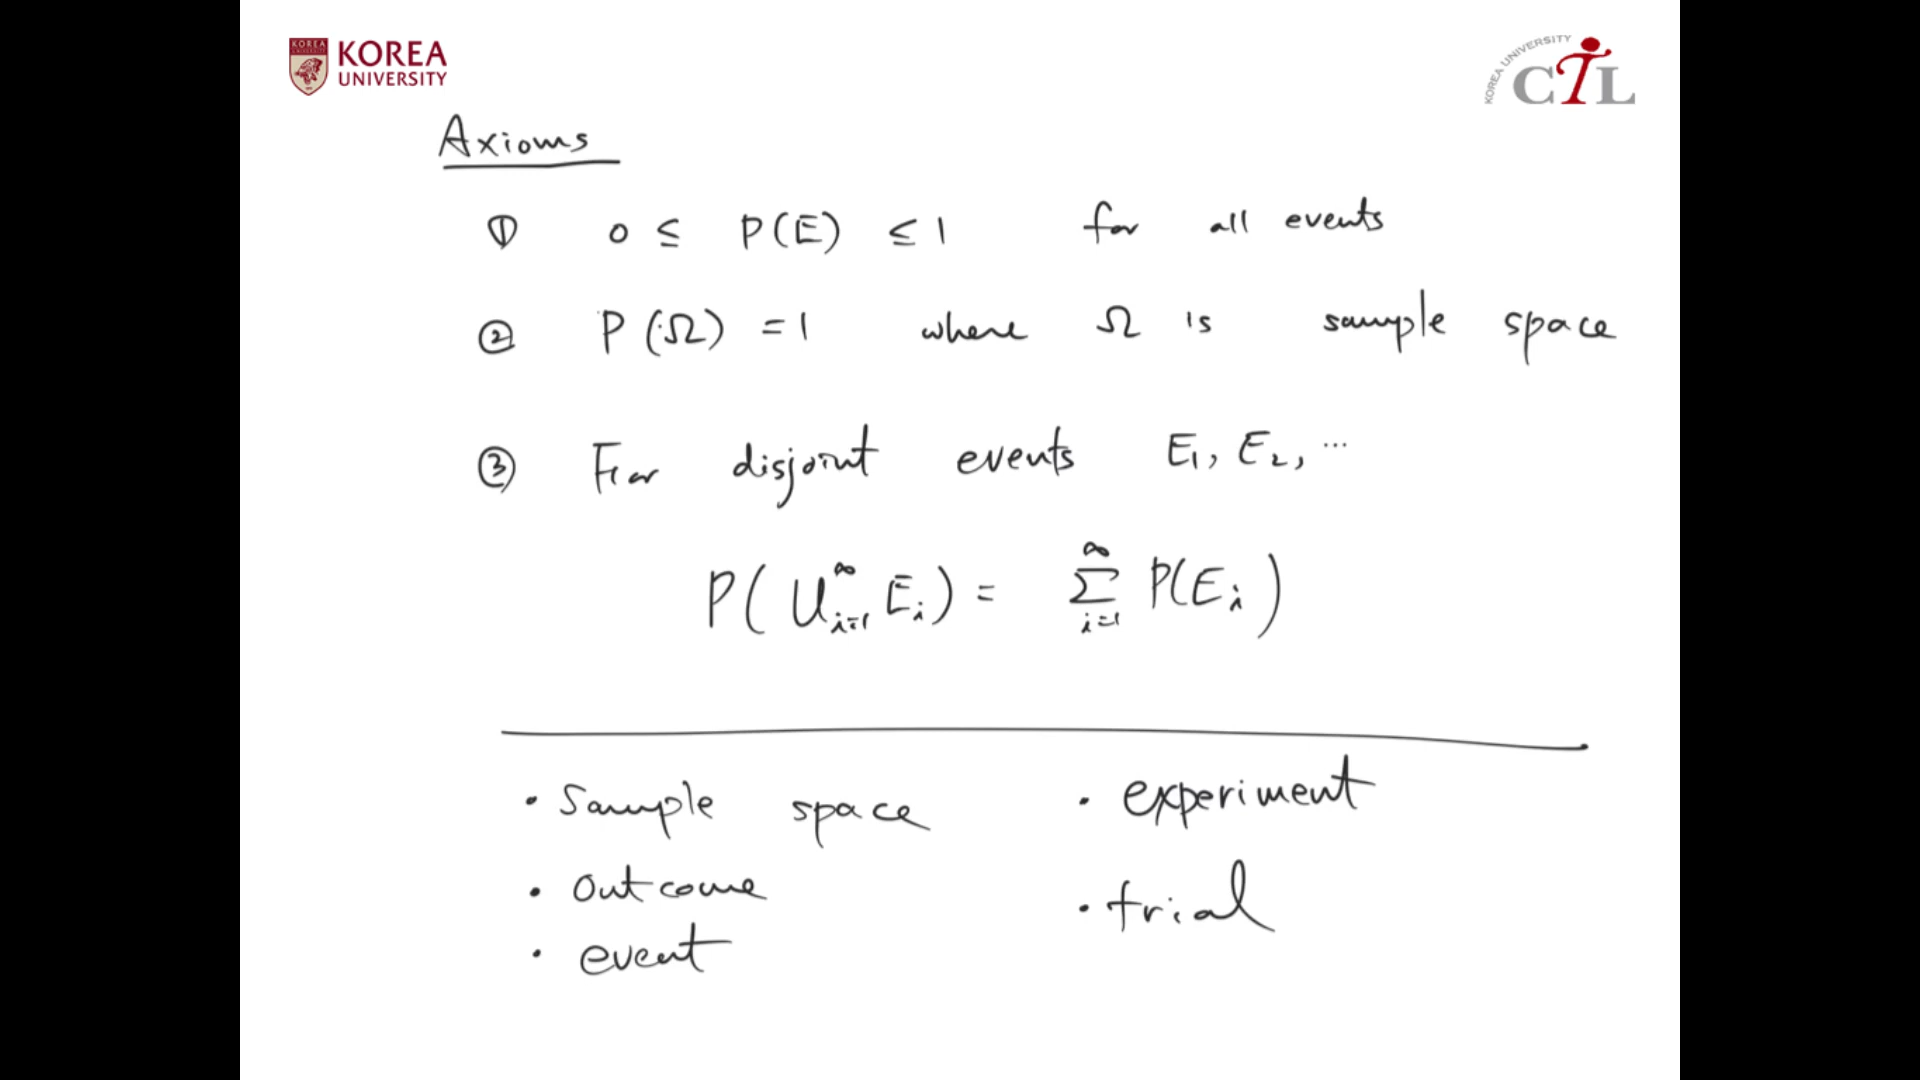 KOREA
KOREA
UNIVERSITY
KOREA UNIVERSITY
CTL
Axioms
① 0 ≤ P(E) ≤ 1 for all events
② P(Ω) = 1 where Ω is sample space
③ For disjoint events E₁, E₂, ...
P(∪ᵢ₌₁^∞ Eᵢ) = ∑ᵢ₌₁^∞ P(Eᵢ)
• Sample space
• outcome
• event
• experiment
• trial